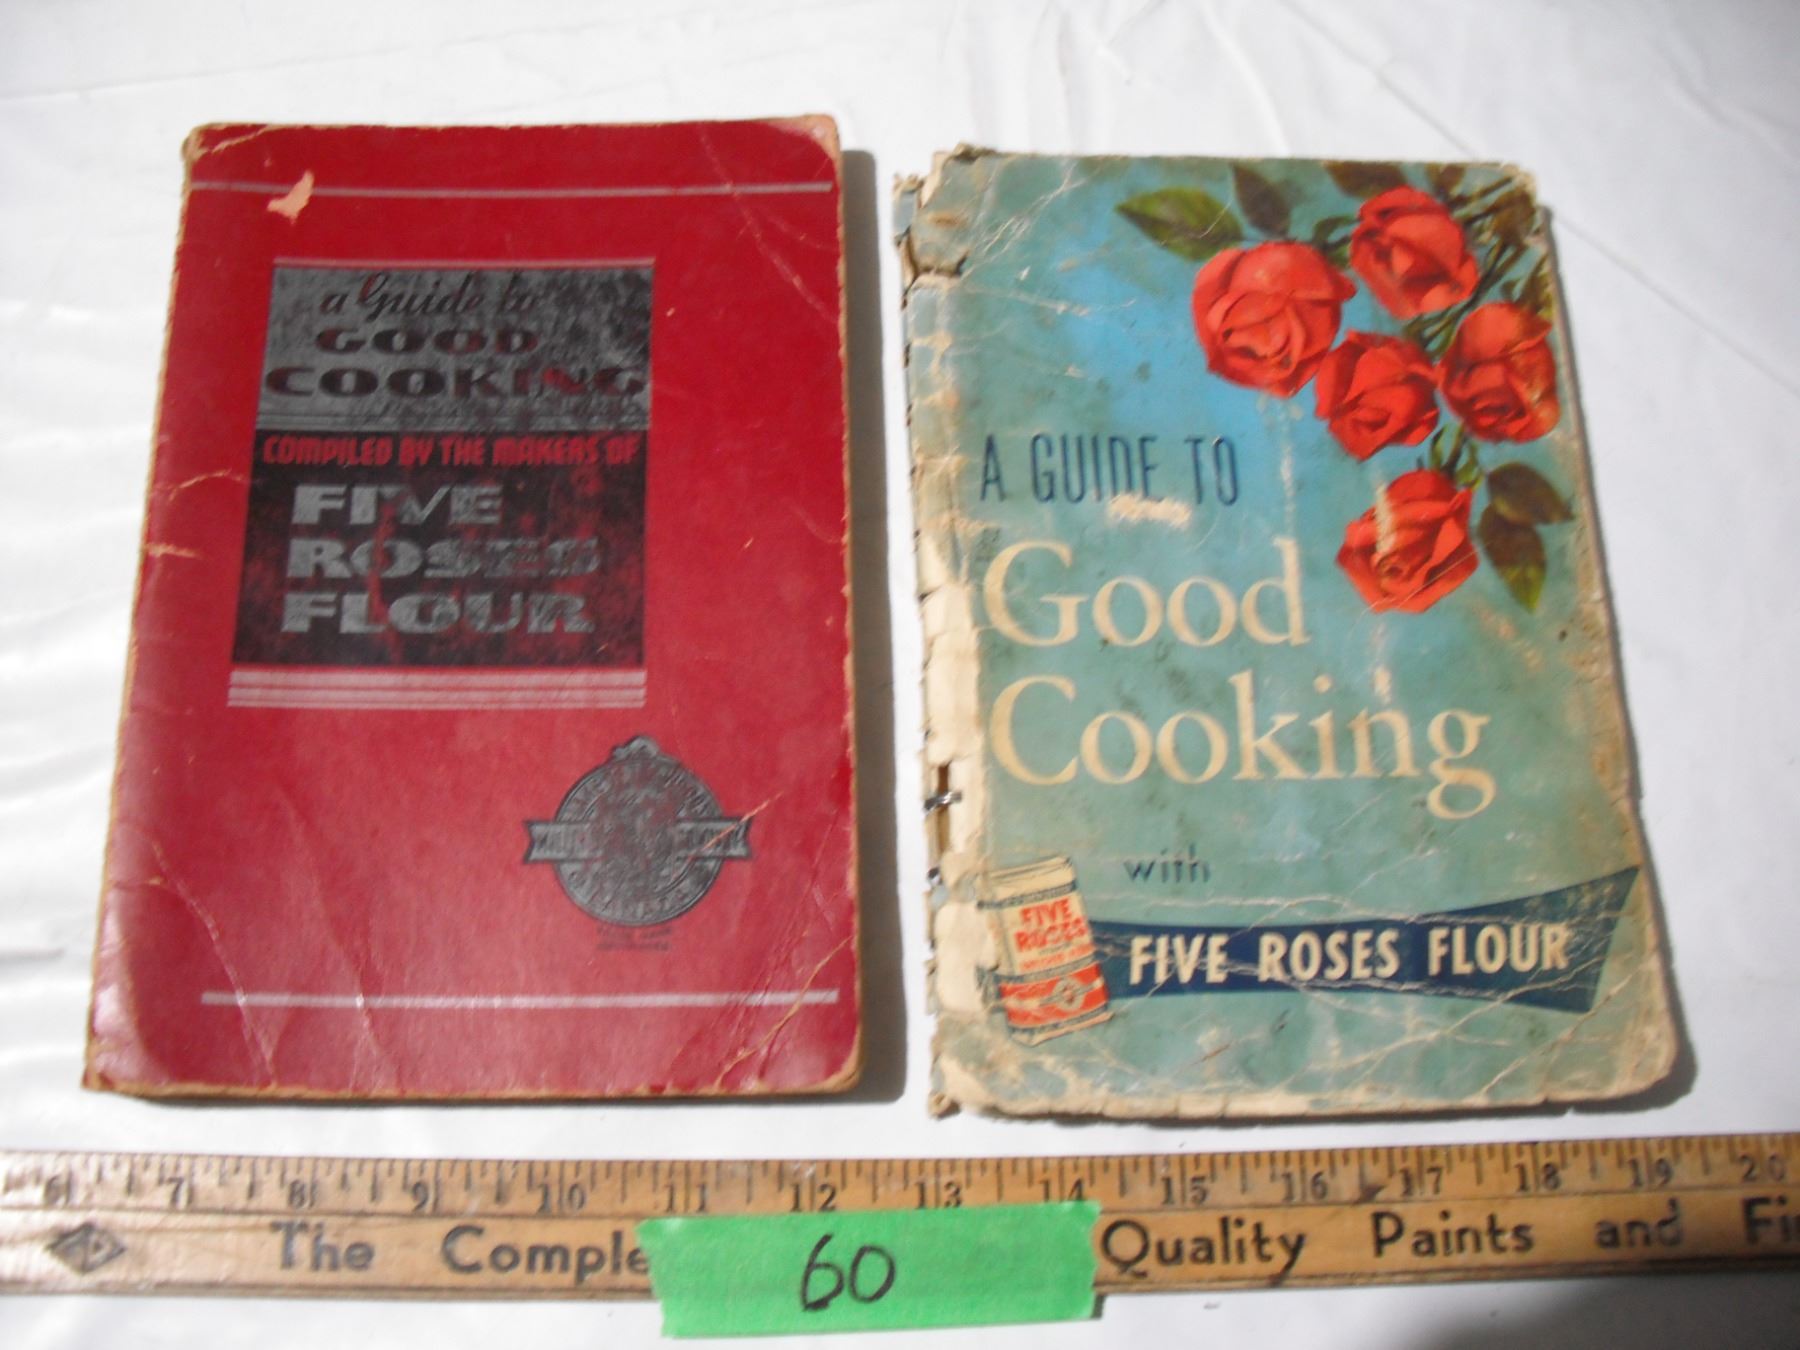 a Guide to
GOOD
COOKING
COMPILED BY THE MAKERS OF
FIVE
ROSES
FLOUR
A GUIDE TO
Good
Cooking
with
FIVE
ROSES
FIVE ROSES FLOUR
6 7 8 9 10 11 12 13 14 15 16 17 18 19 20
The Comple Quality Paints and Fi
60